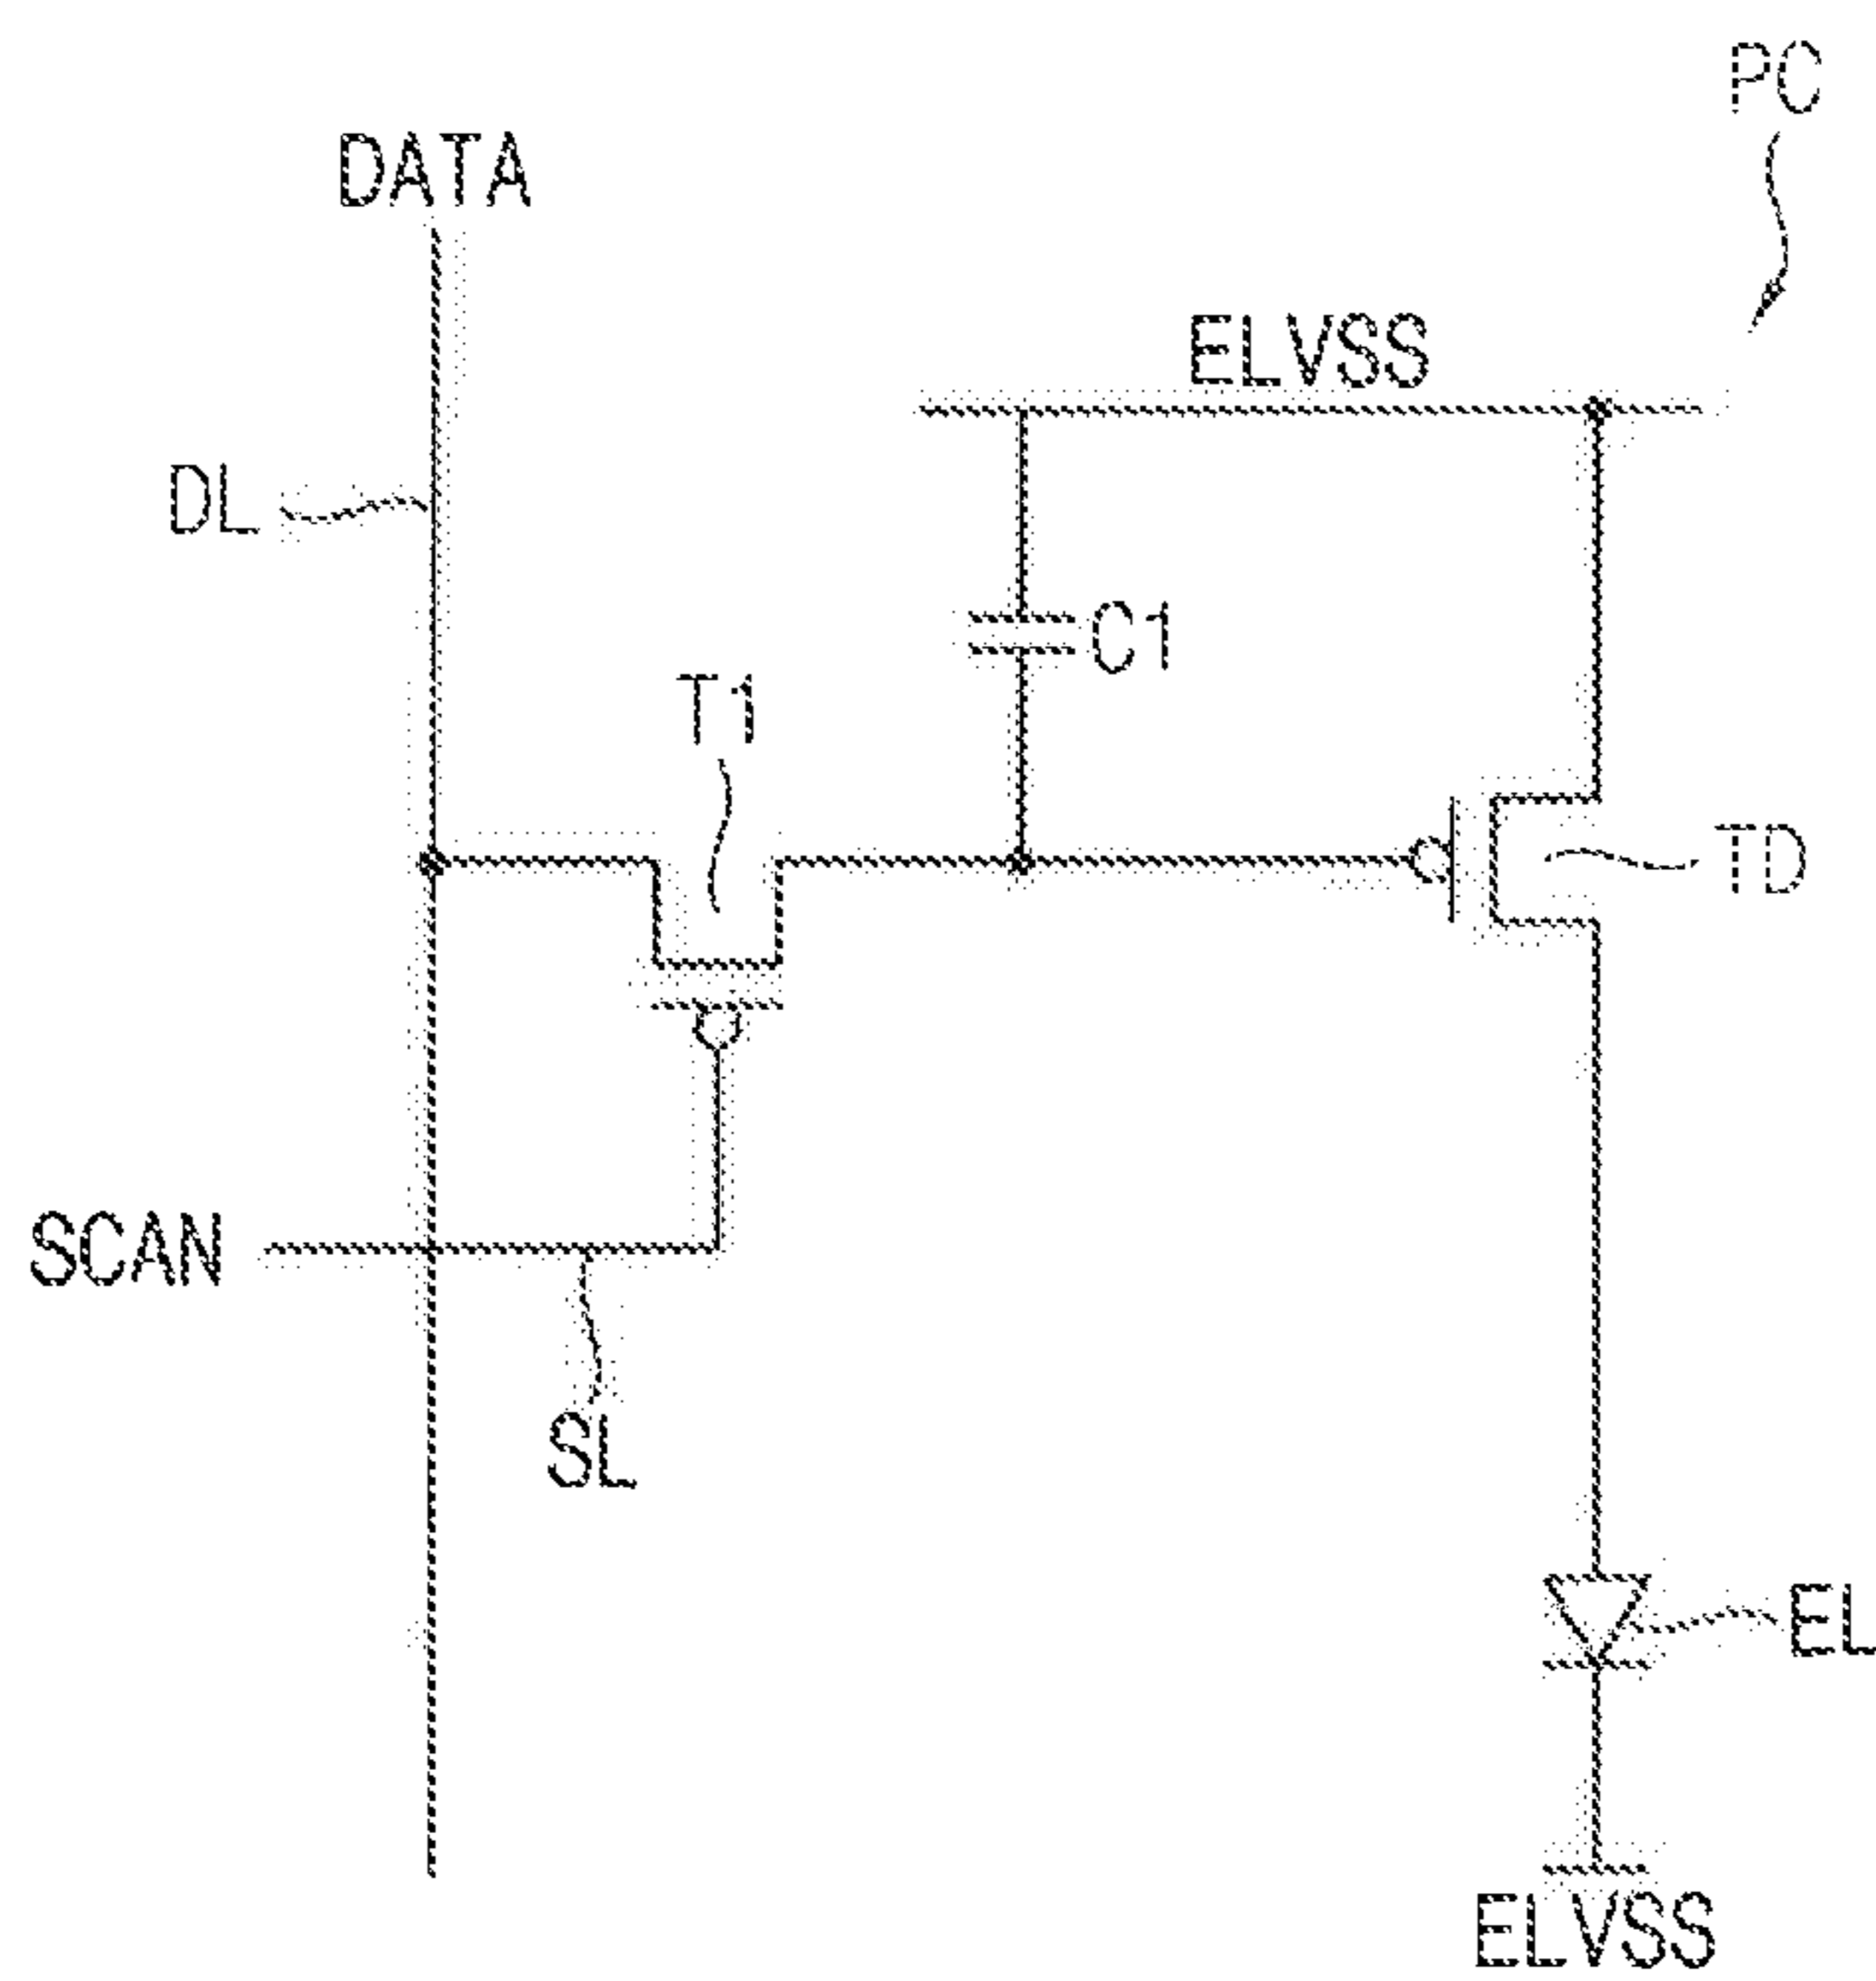 PC
DATA
ELVSS
DL
C1
T1
TD
SCAN
SL
EL
ELVSS